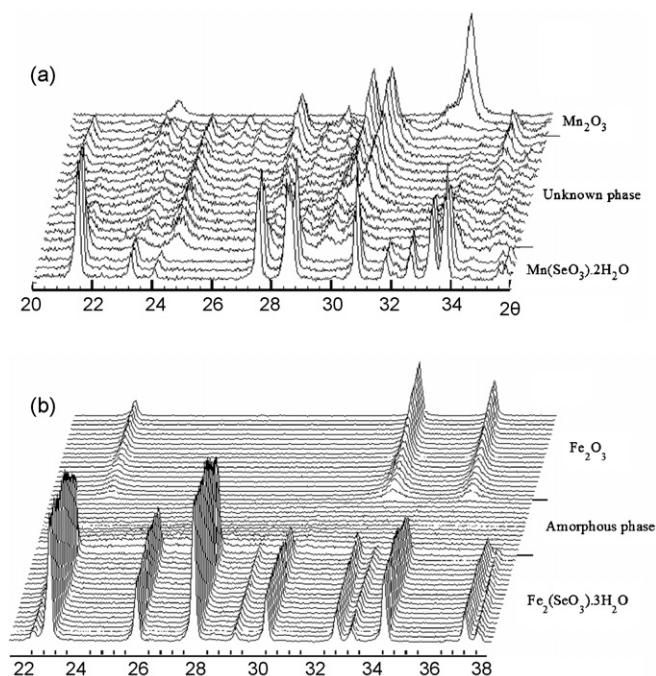 (a)
Mn₂O₃
Unknown phase
Mn(SeO₃).2H₂O
20 22 24 26 28 30 32 34 26 2θ
(b)
Fe₂O₃
Amorphous phase
Fe₂(SeO₃).3H₂O
22 24 26 28 30 32 34 36 38